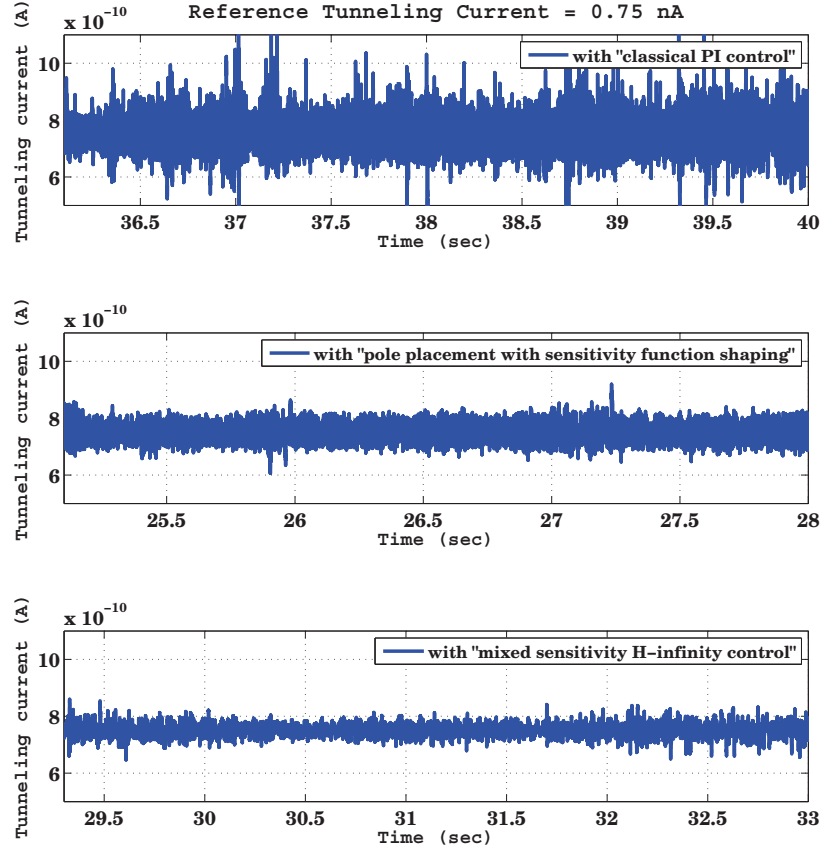 Reference Tunneling Current = 0.75 nA
x 10⁻¹⁰
Tunneling current (A)
10
8
6
with "classical PI control"
36.5 37 37.5 38 38.5 39 39.5 40
Time (sec)
x 10⁻¹⁰
Tunneling current (A)
10
8
6
with "pole placement with sensitivity function shaping"
25.5 26 26.5 27 27.5 28
Time (sec)
x 10⁻¹⁰
Tunneling current (A)
10
8
6
with "mixed sensitivity H−infinity control"
29.5 30 30.5 31 31.5 32 32.5 33
Time (sec)